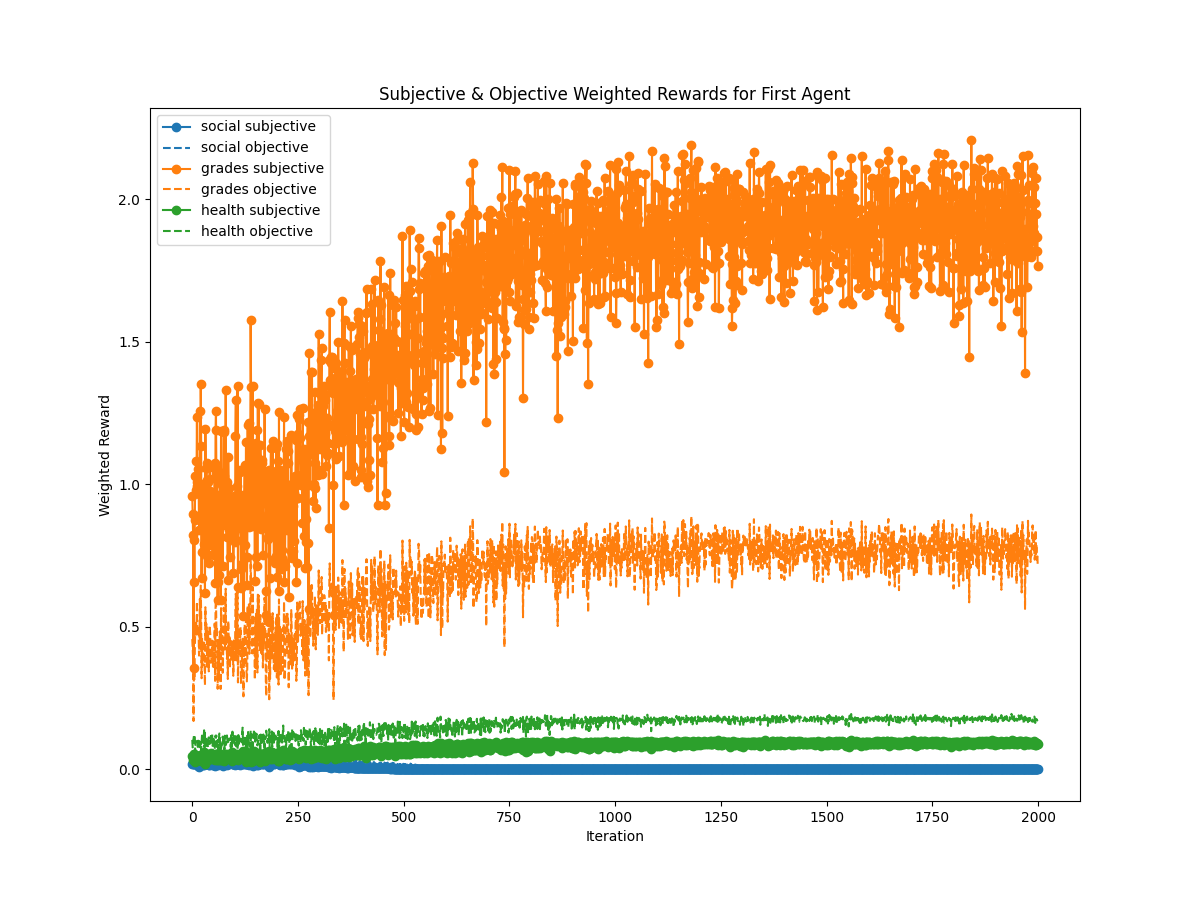 Subjective & Objective Weighted Rewards for First Agent
social subjective
social objective
grades subjective
grades objective
health subjective
health objective
Weighted Reward
2.0
1.5
1.0
0.5
0.0
0 250 500 750 1000 1250 1500 1750 2000
Iteration